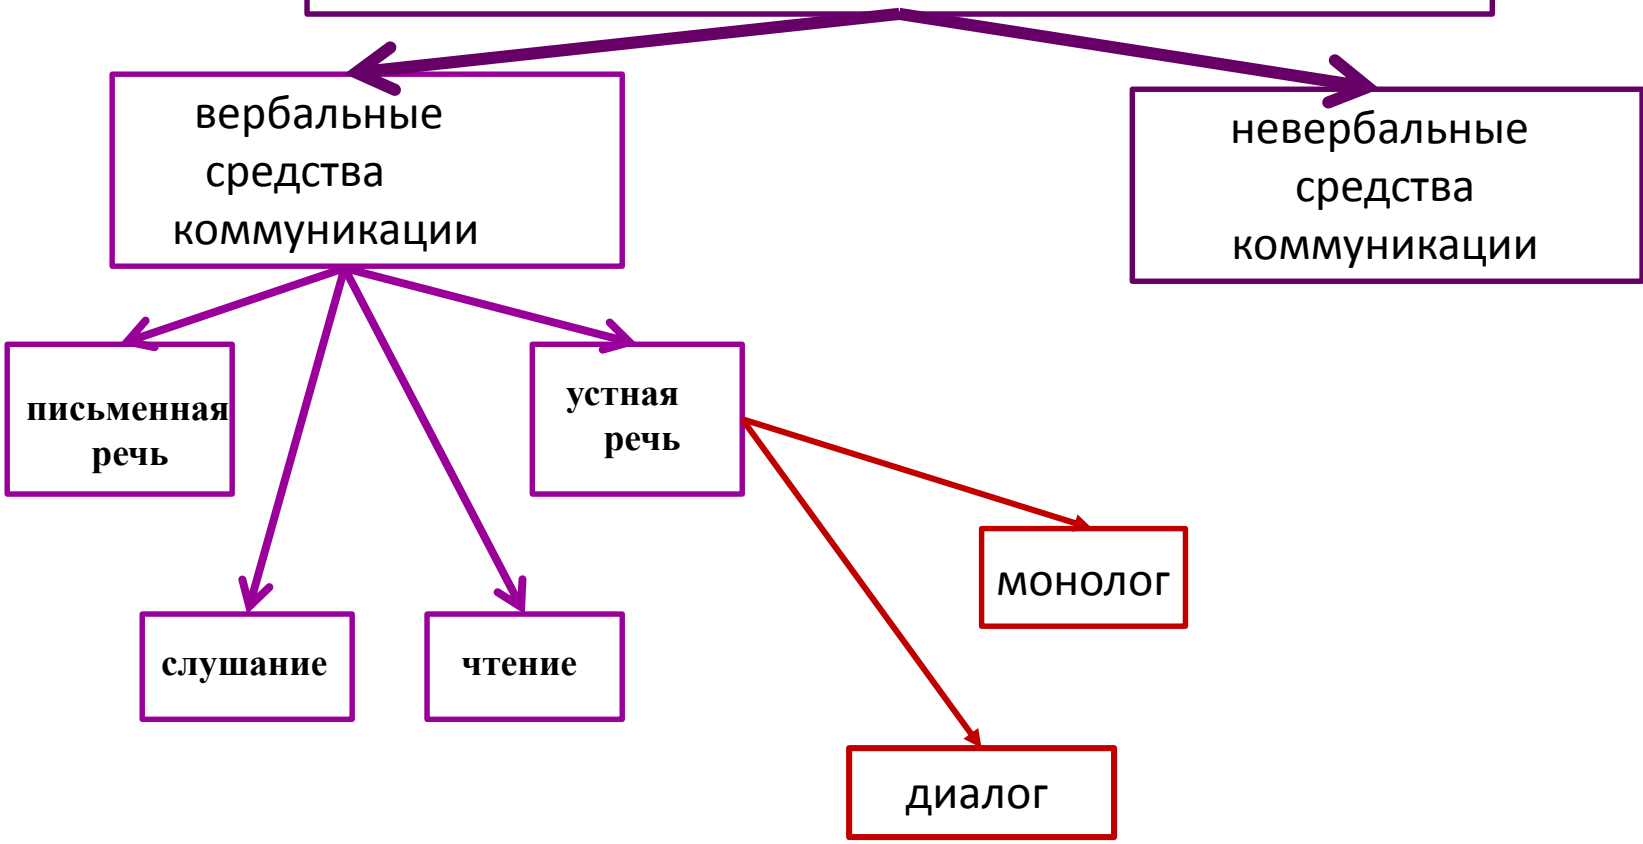 вербальные
средства
коммуникации
невербальные
средства
коммуникации
письменная
речь
устная
речь
слушание
чтение
монолог
диалог